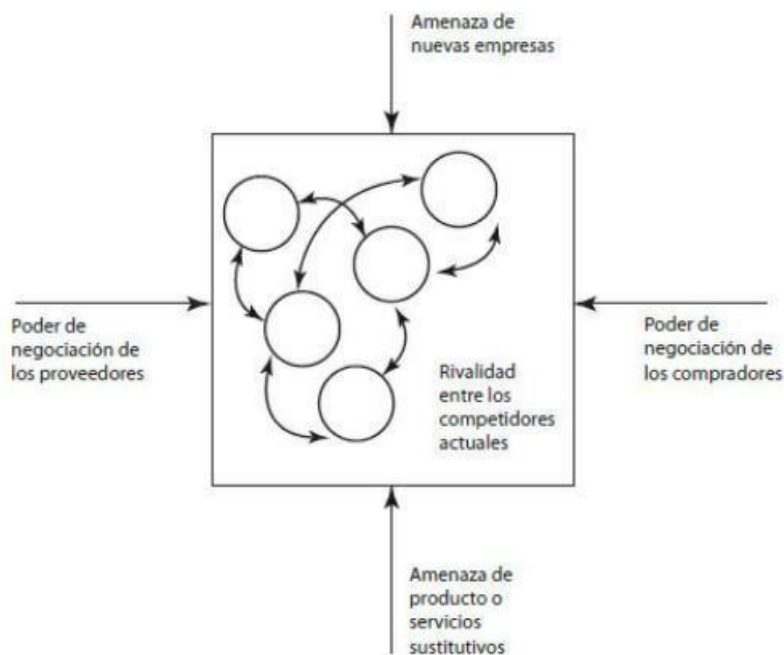 Amenaza de
nuevas empresas
Poder de
negociación de
los proveedores
Rivalidad
entre los
competidores
actuales
Poder de
negociación de
los compradores
Amenaza de
producto o
servicios
sustitutivos